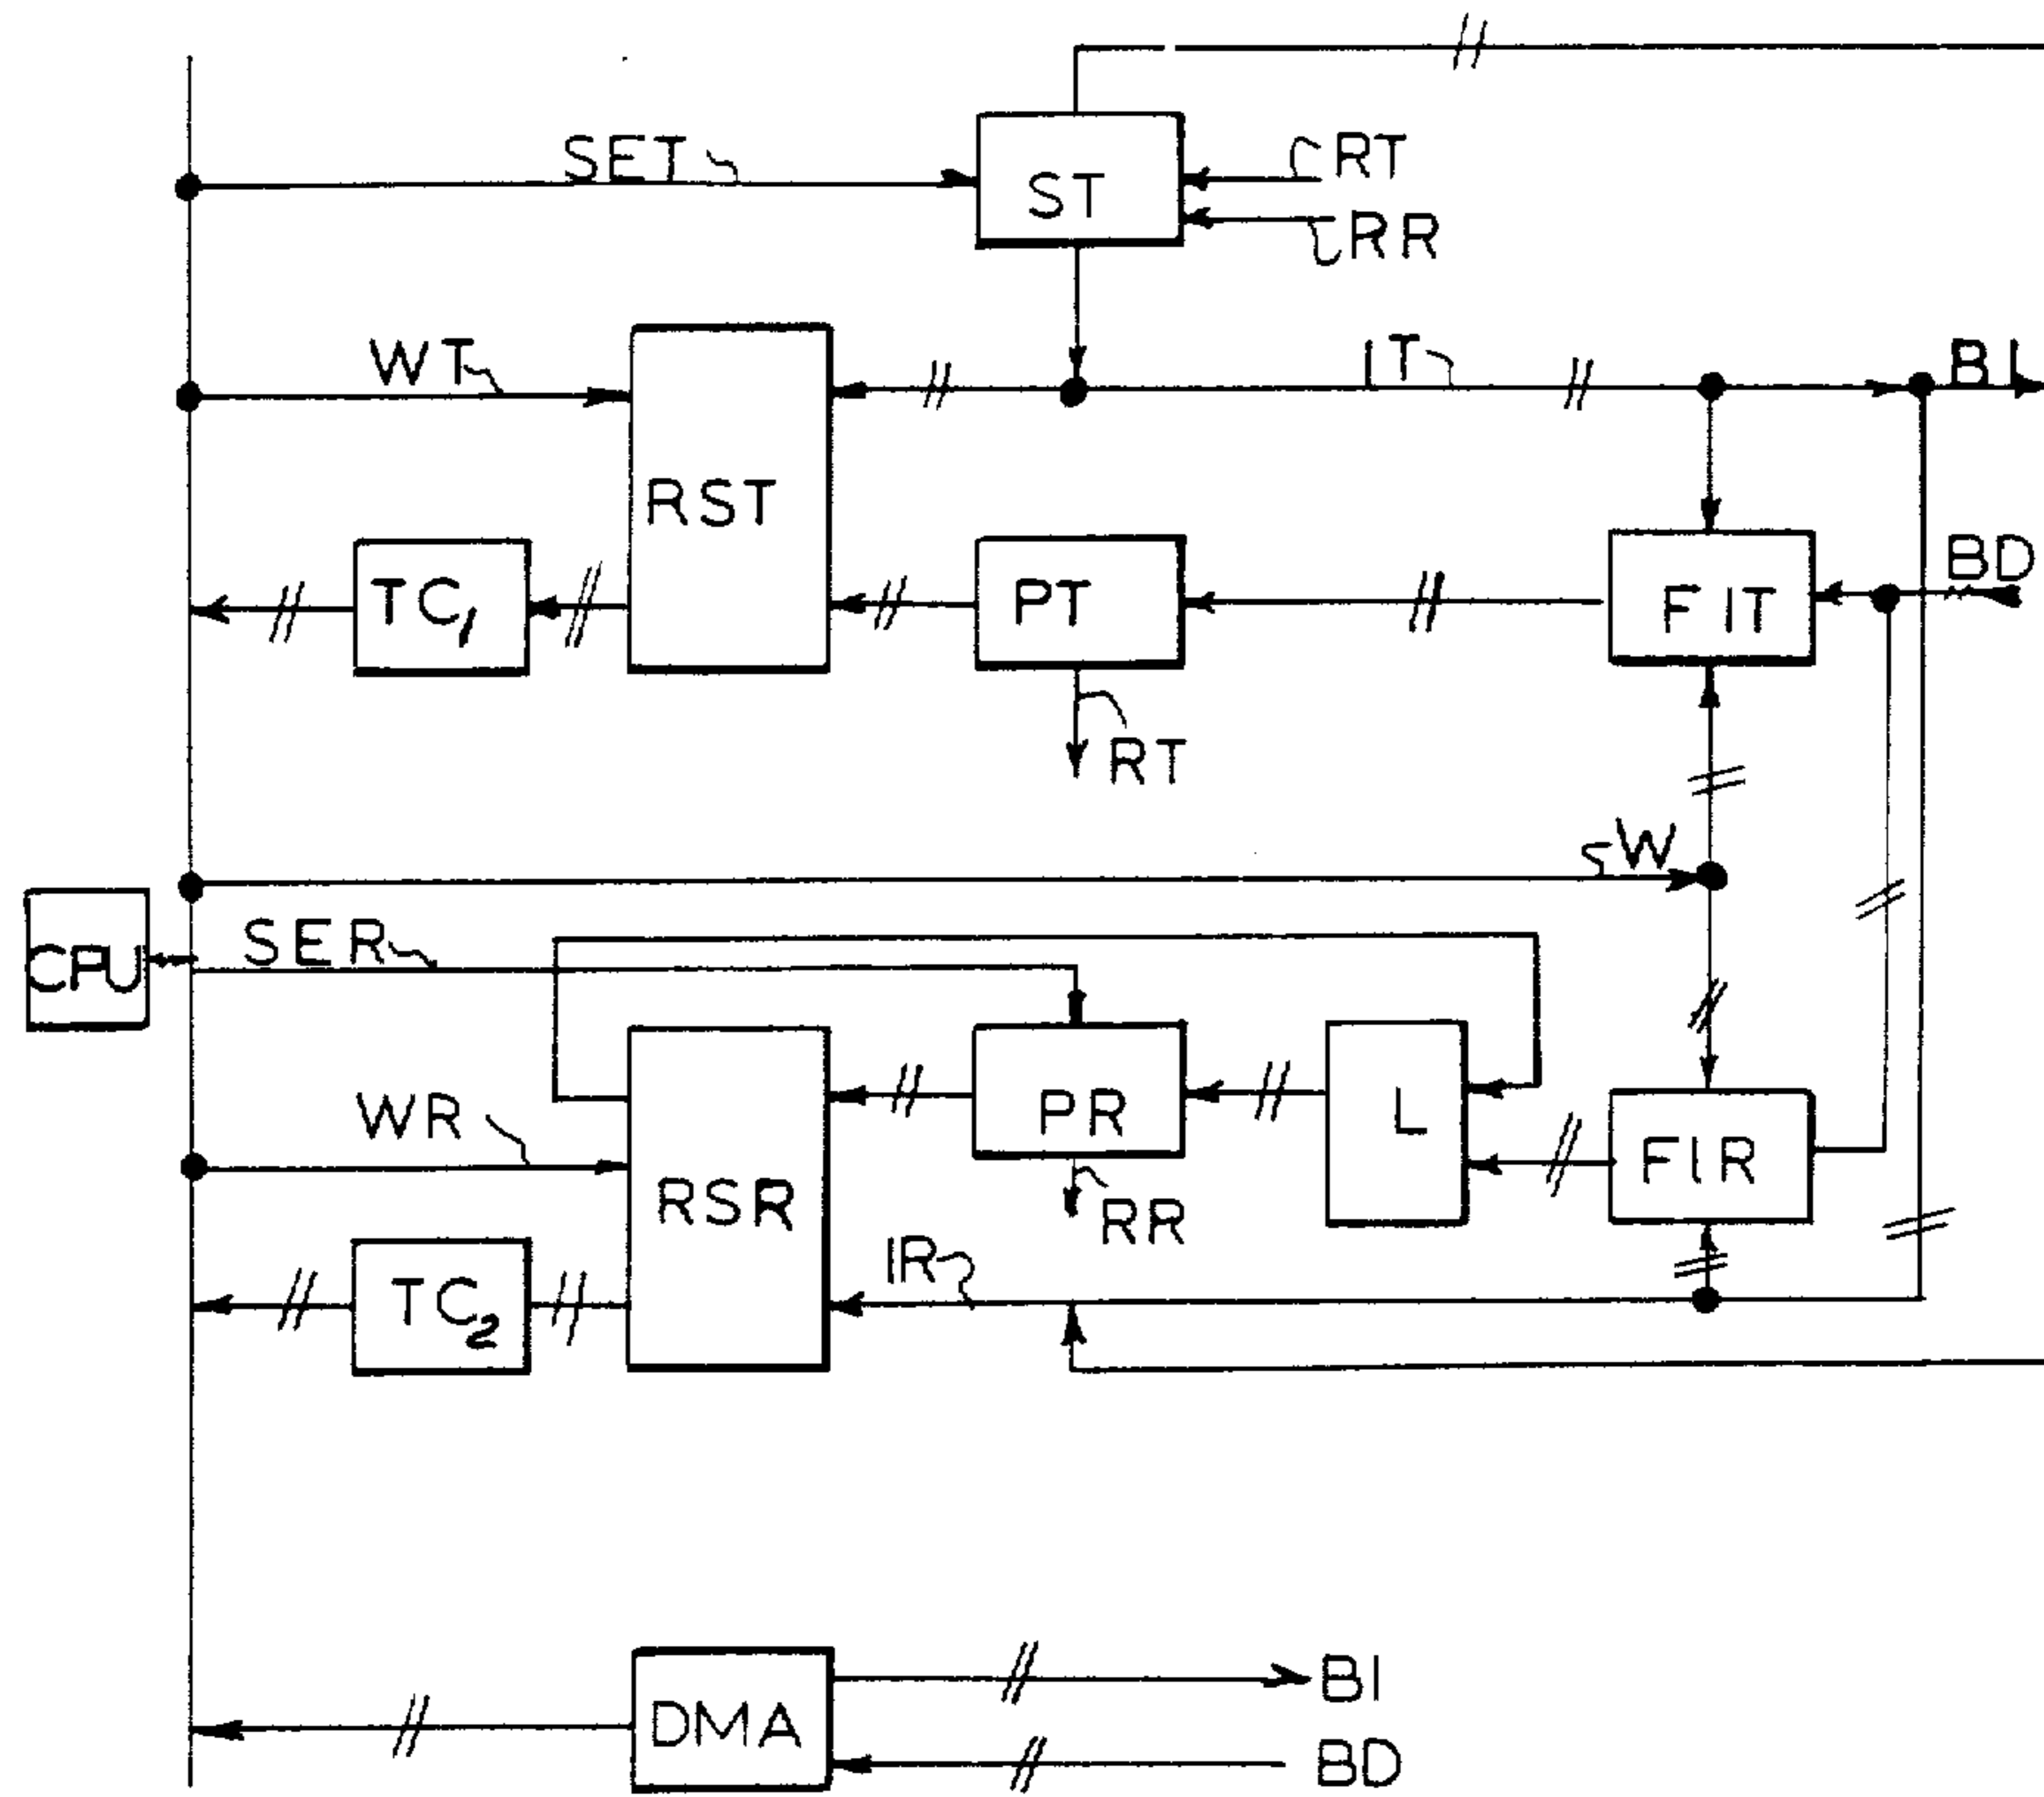 SET
RT
ST
RR
WT
IT
BI
RST
BD
TC1
PT
FIT
RT
W
CPU
SER
WR
PR
L
FIR
RSR
RR
IR
TC2
BI
DMA
BD